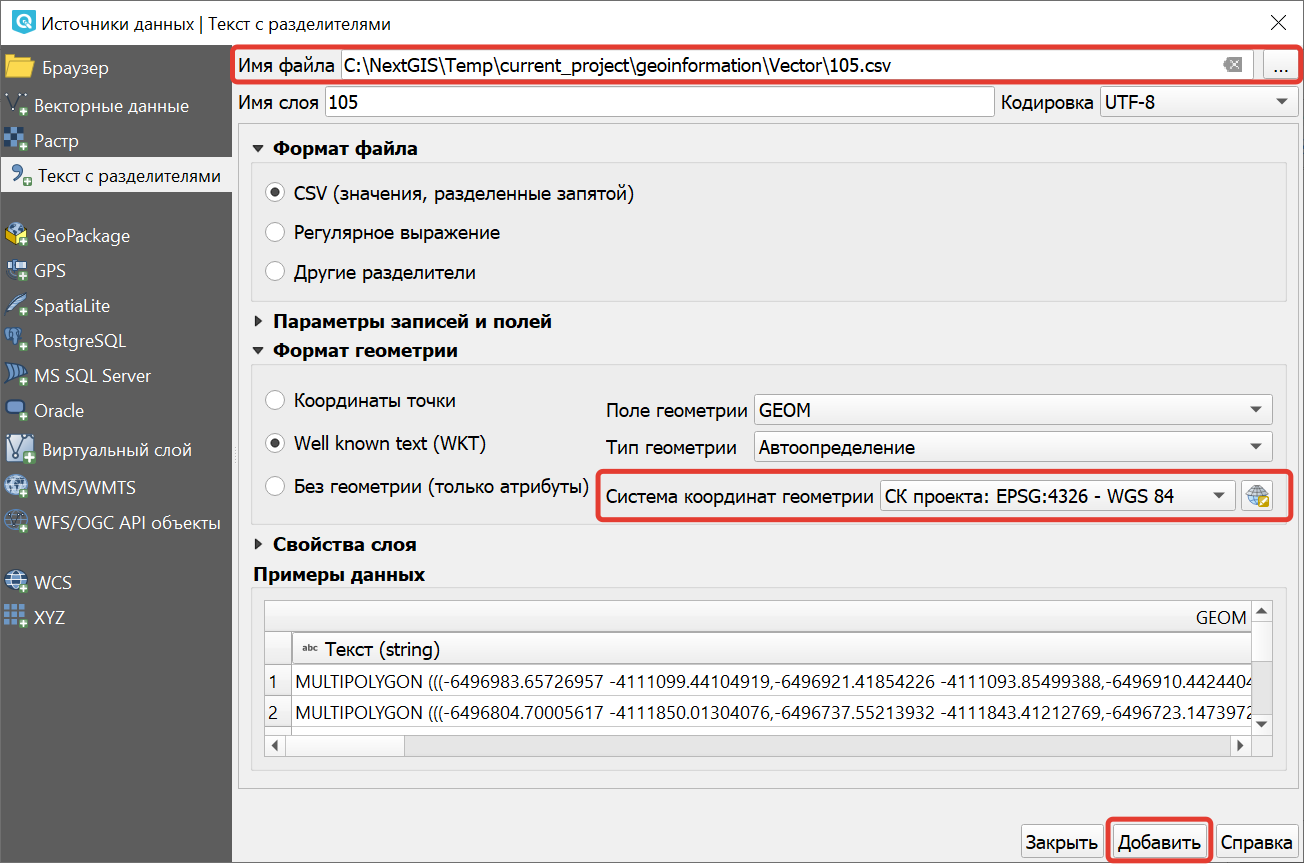 Источники данных | Текст с разделителями
Браузер
Векторные данные
Растр
Текст с разделителями
GeoPackage
GPS
SpatiaLite
PostgreSQL
MS SQL Server
Oracle
Виртуальный слой
WMS/WMTS
WFS/OGC API объекты
WCS
XYZ
Имя файла C:\NextGIS\Temp\current_project\geoinformation\Vector\105.csv ...
Имя слоя 105 Кодировка UTF-8
Формат файла
CSV (значения, разделенные запятой)
Регулярное выражение
Другие разделители
Параметры записей и полей
Формат геометрии
Координаты точки
Well known text (WKT)
Без геометрии (только атрибуты)
Поле геометрии GEOM
Тип геометрии Автоопределение
Система координат геометрии СК проекта: EPSG:4326 - WGS 84
Свойства слоя
Примеры данных
GEOM
abc Текст (string)
1 MULTIPOLYGON (((-6496983.65726957 -4111099.44104919,-6496921.41854226 -4111093.85499388,-6496910.4424404
2 MULTIPOLYGON (((-6496804.70005617 -4111850.01304076,-6496737.55213932 -4111843.41212769,-6496723.1473972
Закрыть Добавить Справка